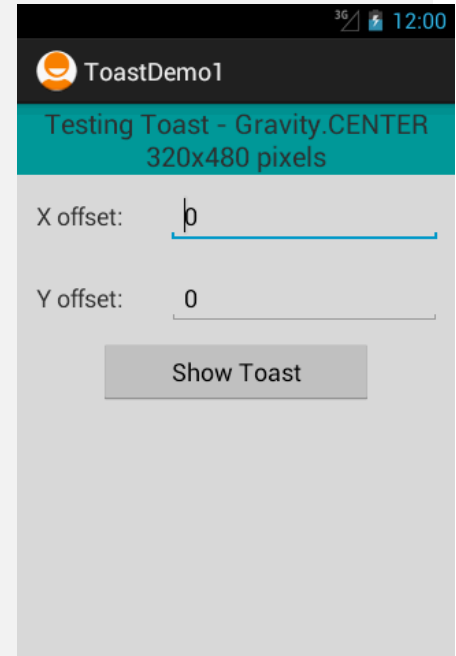 3G 12:00
ToastDemo1
Testing Toast - Gravity.CENTER
320x480 pixels
X offset: 0
Y offset: 0
Show Toast